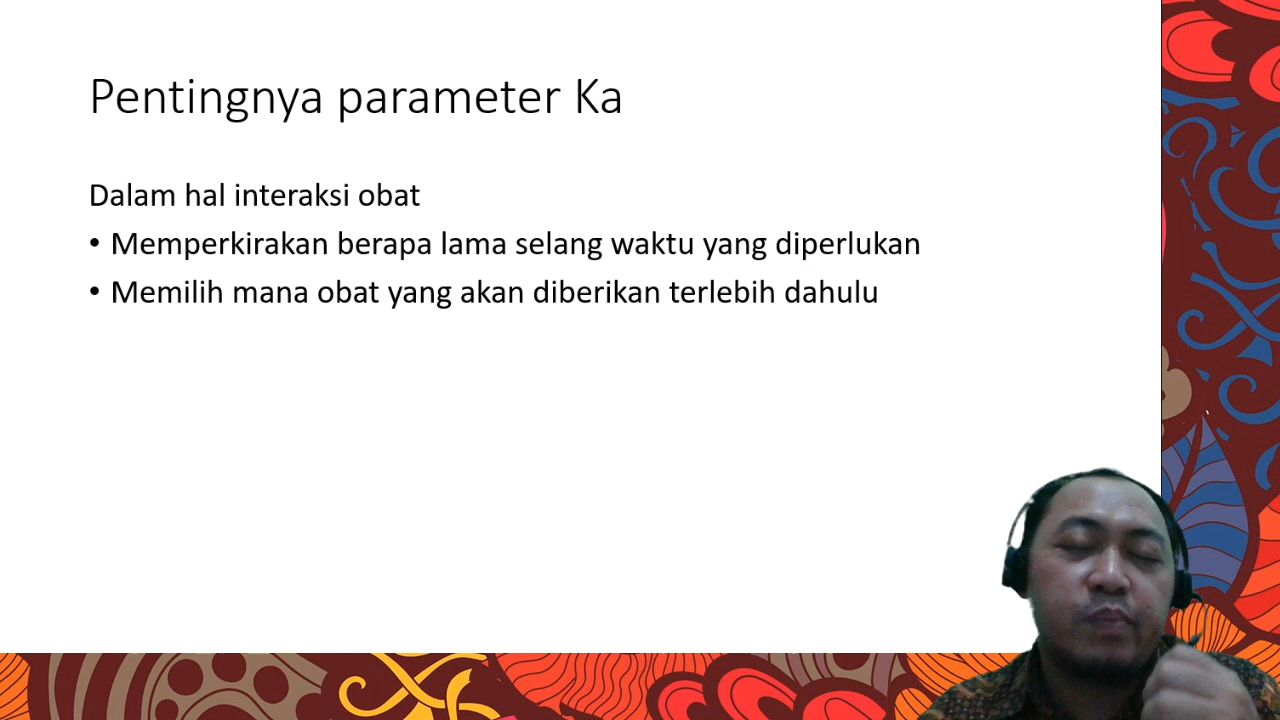 Pentingnya parameter Ka
Dalam hal interaksi obat
• Memperkirakan berapa lama selang waktu yang diperlukan
• Memilih mana obat yang akan diberikan terlebih dahulu